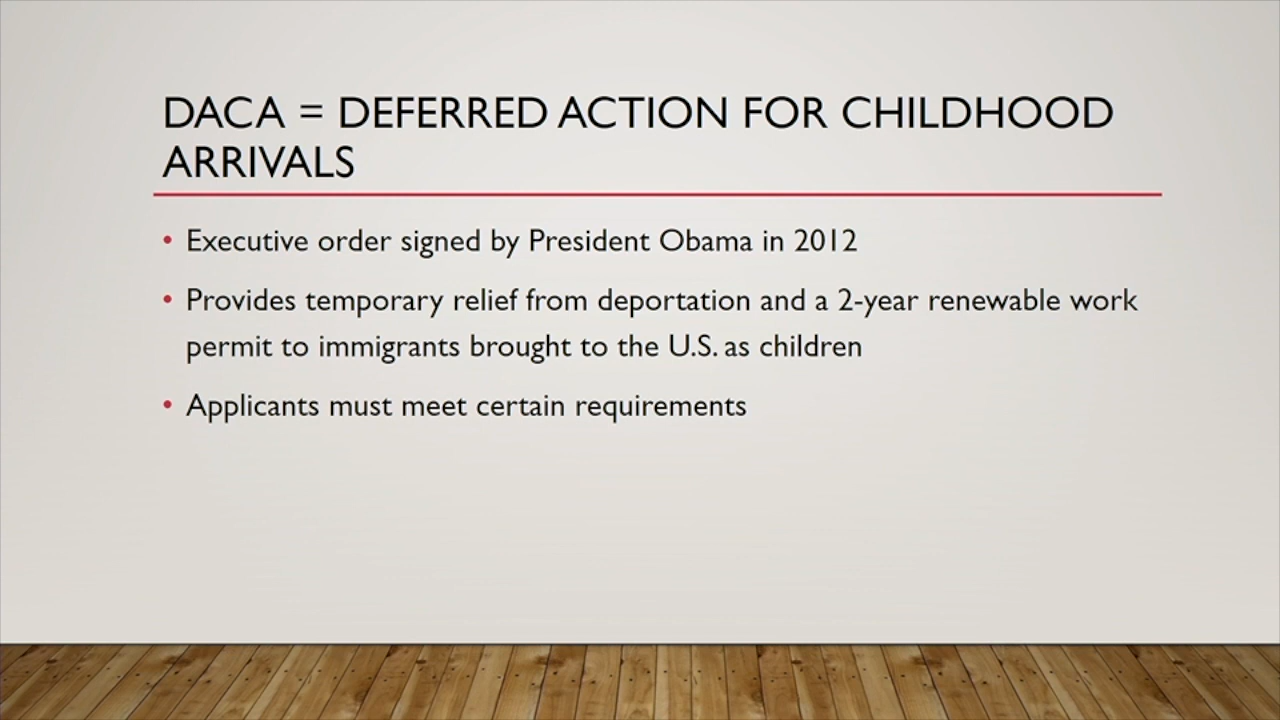 DACA = DEFERRED ACTION FOR CHILDHOOD
ARRIVALS
• Executive order signed by President Obama in 2012
• Provides temporary relief from deportation and a 2-year renewable work
permit to immigrants brought to the U.S. as children
• Applicants must meet certain requirements